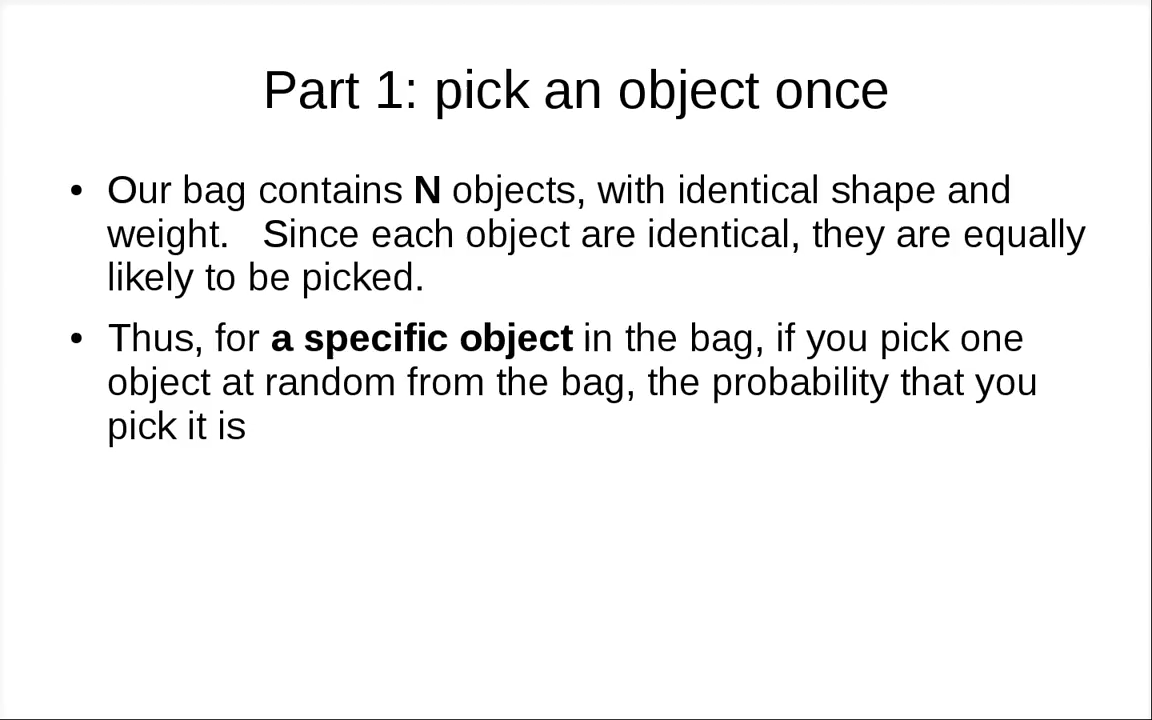 Part 1: pick an object once
• Our bag contains N objects, with identical shape and
weight.   Since each object are identical, they are equally
likely to be picked.
• Thus, for a specific object in the bag, if you pick one
object at random from the bag, the probability that you
pick it is